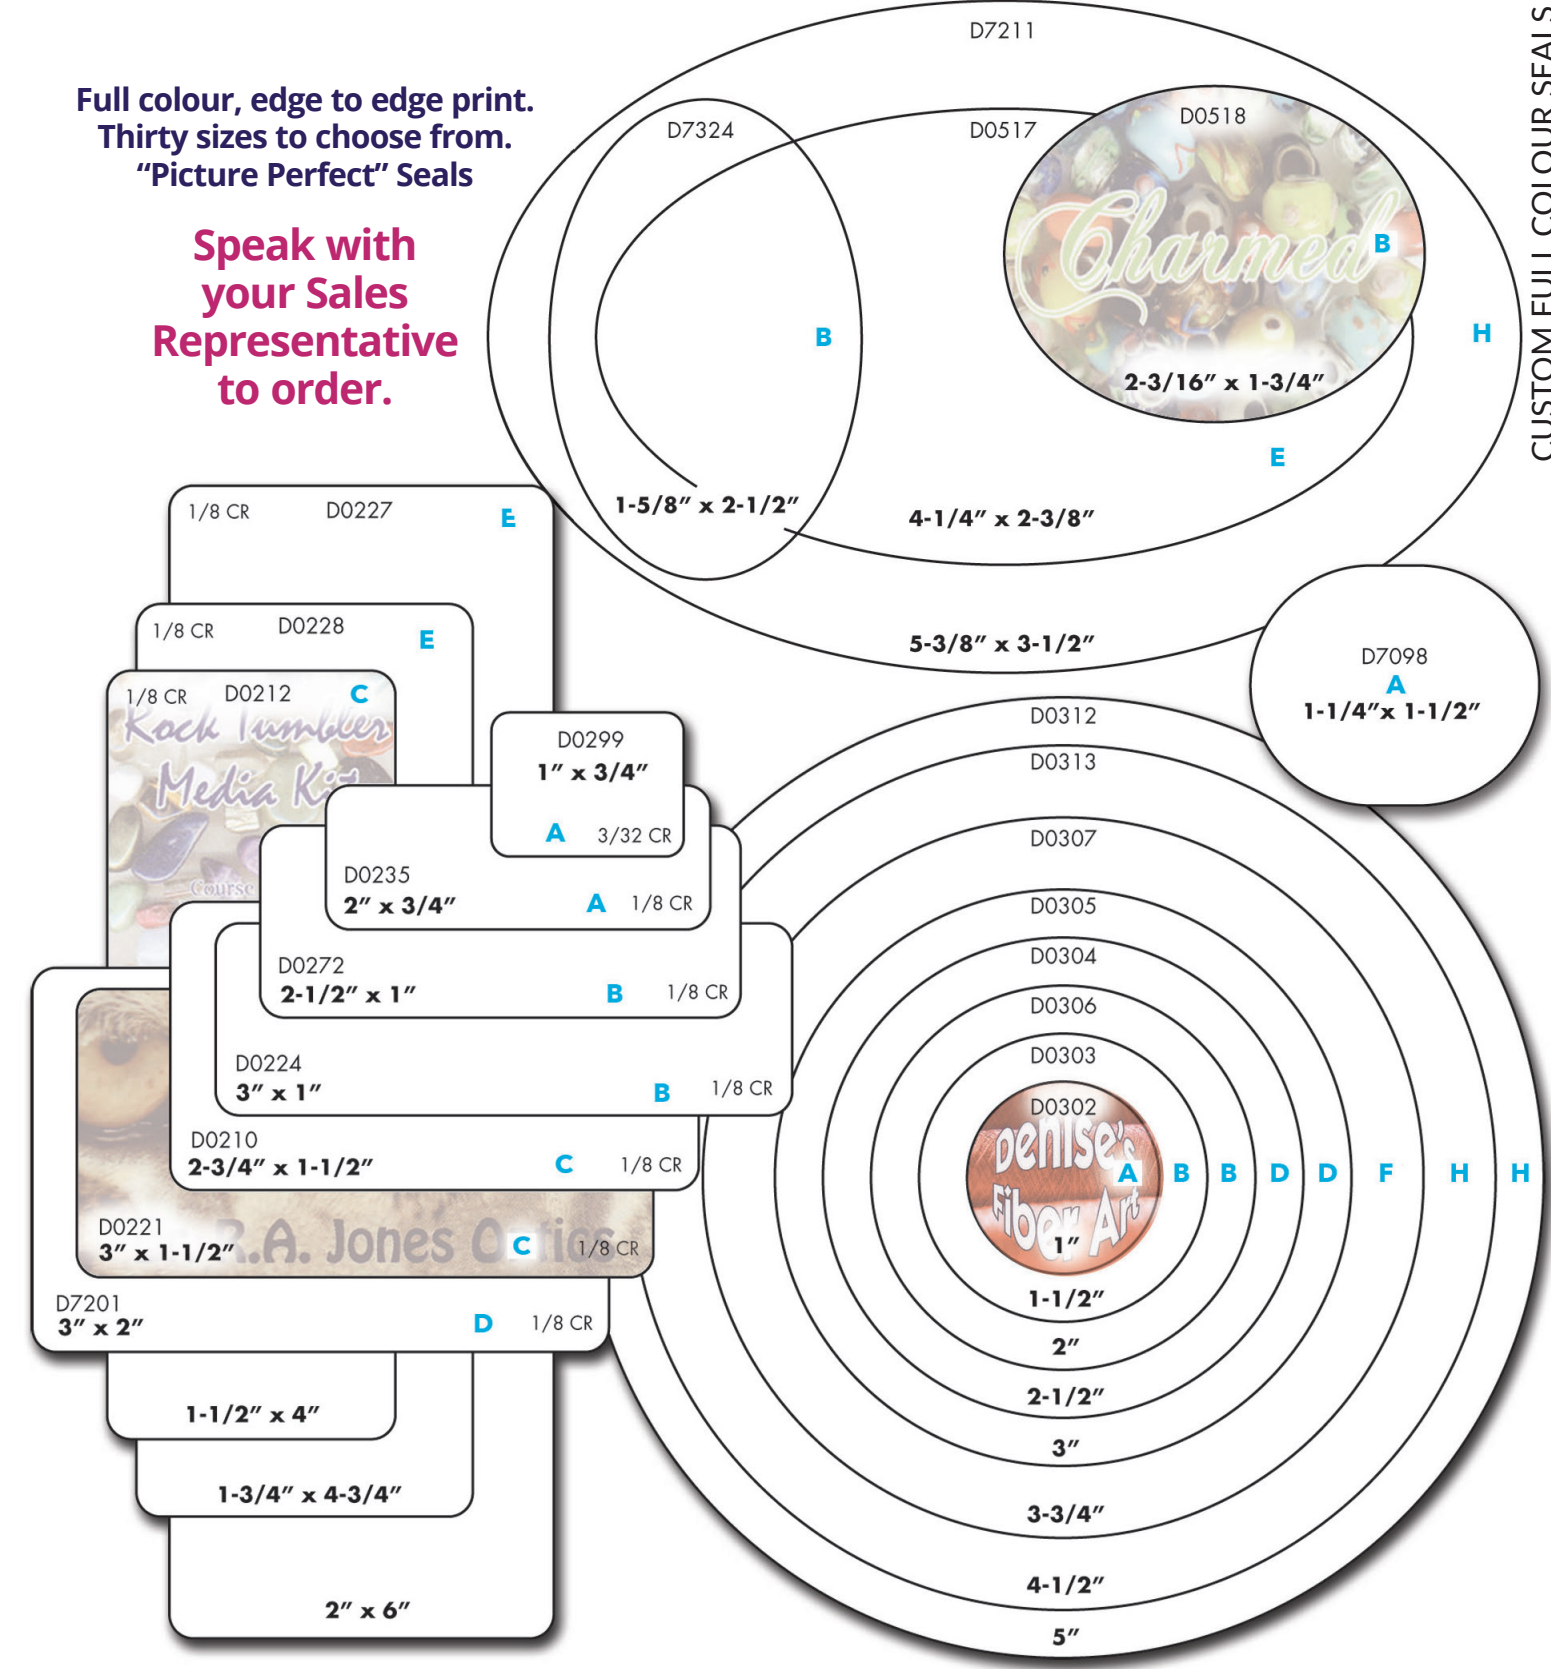 Full colour, edge to edge print.
Thirty sizes to choose from.
“Picture Perfect” Seals
Speak with
your Sales
Representative
to order.
CUSTOM FULL COLOUR SEALS
D7211
D7324
B
1-5/8″ x 2-1/2″
D0517
E
4-1/4″ x 2-3/8″
D0518
Charmed
B
2-3/16″ x 1-3/4″
H
5-3/8″ x 3-1/2″
D7098
A
1-1/4″x 1-1/2″
1/8 CR D0227 E
1/8 CR D0228 E
1/8 CR D0212 C
Rock Tumbler
Media Kit
Course
D0299
1″ x 3/4″
A 3/32 CR
D0235
2″ x 3/4″ A 1/8 CR
D0272
2-1/2″ x 1″ B 1/8 CR
D0224
3″ x 1″ B 1/8 CR
D0210
2-3/4″ x 1-1/2″ C 1/8 CR
D0221
3″ x 1-1/2″ R.A. Jones Optics C 1/8 CR
D7201
3″ x 2″ D 1/8 CR
1-1/2″ x 4″
1-3/4″ x 4-3/4″
2″ x 6″
D0312
D0313
D0307
D0305
D0304
D0306
D0303
D0302
Denise's
Fiber Art
A B B D D F H H
1″
1-1/2″
2″
2-1/2″
3″
3-3/4″
4-1/2″
5″